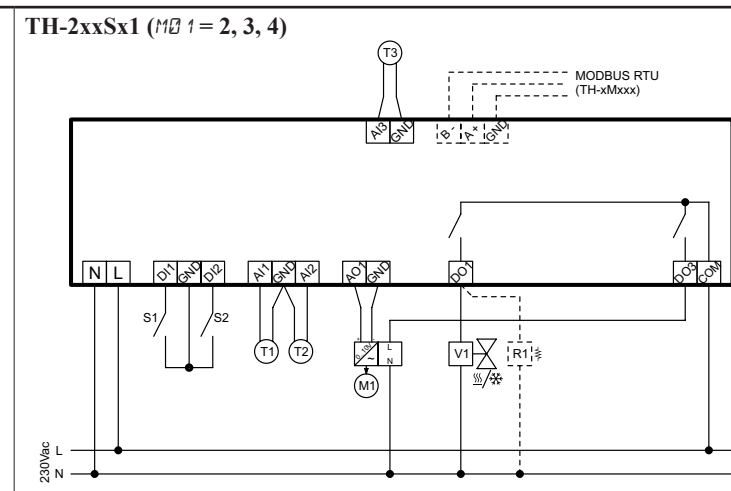 TH-2xxSx1 (M01 = 2, 3, 4)
T3
MODBUS RTU
(TH-xMxxx)
AI3 GND B - A + GND
N L DI1 GND DI2 AI1 GND AI2 AO1 GND DO1 DO3 COM
S1 S2
T1 T2 0...10V ~ L N V1 R1
M1
230Vac L
N